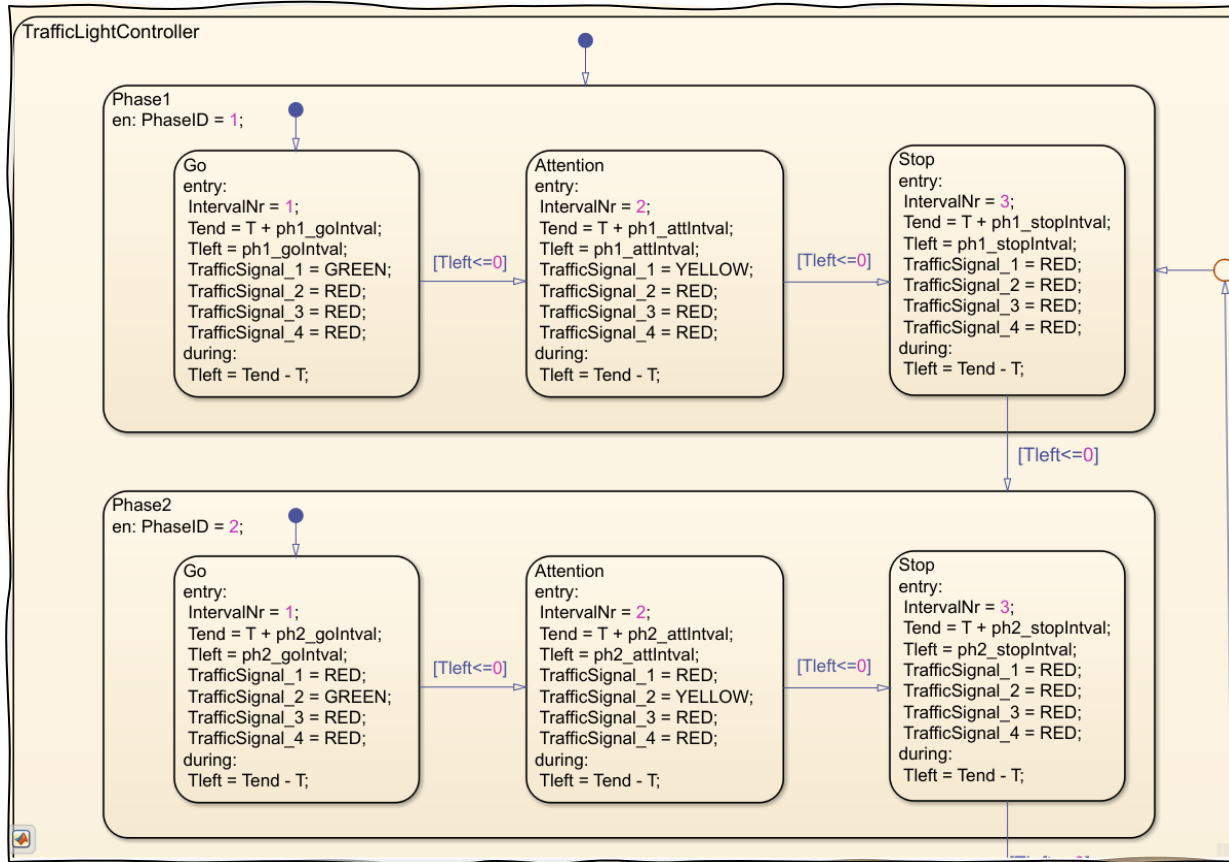 TrafficLightController
Phase1
en: PhaseID = 1;
Go
entry:
IntervalNr = 1;
Tend = T + ph1_goIntval;
Tleft = ph1_goIntval;
TrafficSignal_1 = GREEN;
TrafficSignal_2 = RED;
TrafficSignal_3 = RED;
TrafficSignal_4 = RED;
during:
Tleft = Tend - T;
[Tleft<=0]
Attention
entry:
IntervalNr = 2;
Tend = T + ph1_attIntval;
Tleft = ph1_attIntval;
TrafficSignal_1 = YELLOW;
TrafficSignal_2 = RED;
TrafficSignal_3 = RED;
TrafficSignal_4 = RED;
during:
Tleft = Tend - T;
[Tleft<=0]
Stop
entry:
IntervalNr = 3;
Tend = T + ph1_stopIntval;
Tleft = ph1_stopIntval;
TrafficSignal_1 = RED;
TrafficSignal_2 = RED;
TrafficSignal_3 = RED;
TrafficSignal_4 = RED;
during:
Tleft = Tend - T;
[Tleft<=0]
Phase2
en: PhaseID = 2;
Go
entry:
IntervalNr = 1;
Tend = T + ph2_goIntval;
Tleft = ph2_goIntval;
TrafficSignal_1 = RED;
TrafficSignal_2 = GREEN;
TrafficSignal_3 = RED;
TrafficSignal_4 = RED;
during:
Tleft = Tend - T;
[Tleft<=0]
Attention
entry:
IntervalNr = 2;
Tend = T + ph2_attIntval;
Tleft = ph2_attIntval;
TrafficSignal_1 = RED;
TrafficSignal_2 = YELLOW;
TrafficSignal_3 = RED;
TrafficSignal_4 = RED;
during:
Tleft = Tend - T;
[Tleft<=0]
Stop
entry:
IntervalNr = 3;
Tend = T + ph2_stopIntval;
Tleft = ph2_stopIntval;
TrafficSignal_1 = RED;
TrafficSignal_2 = RED;
TrafficSignal_3 = RED;
TrafficSignal_4 = RED;
during:
Tleft = Tend - T;